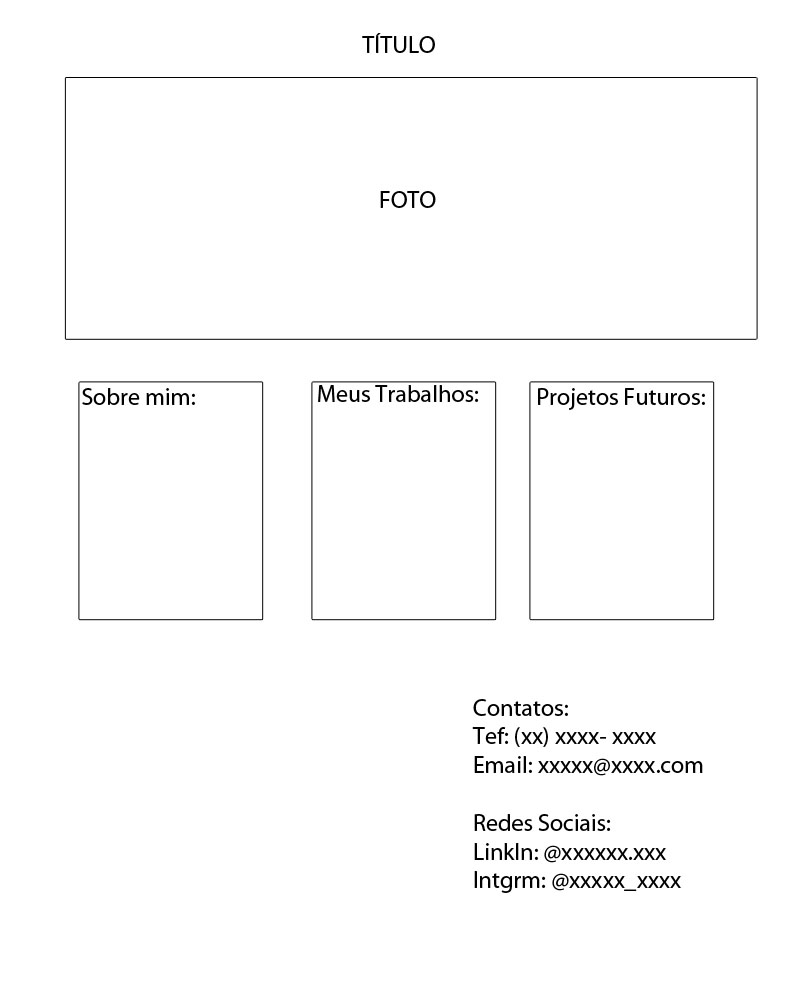 TÍTULO
FOTO
Sobre mim:
Meus Trabalhos:
Projetos Futuros:
Contatos:
Tef: (xx) xxxx- xxxx
Email: xxxxx@xxxx.com
Redes Sociais:
LinkIn: @xxxxxx.xxx
Intgrm: @xxxxx_xxxx